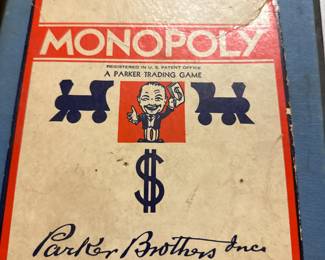 MONOPOLY
REGISTERED IN U. S. PATENT OFFICE
A PARKER TRADING GAME
$
$
Parker Brothers Inc.